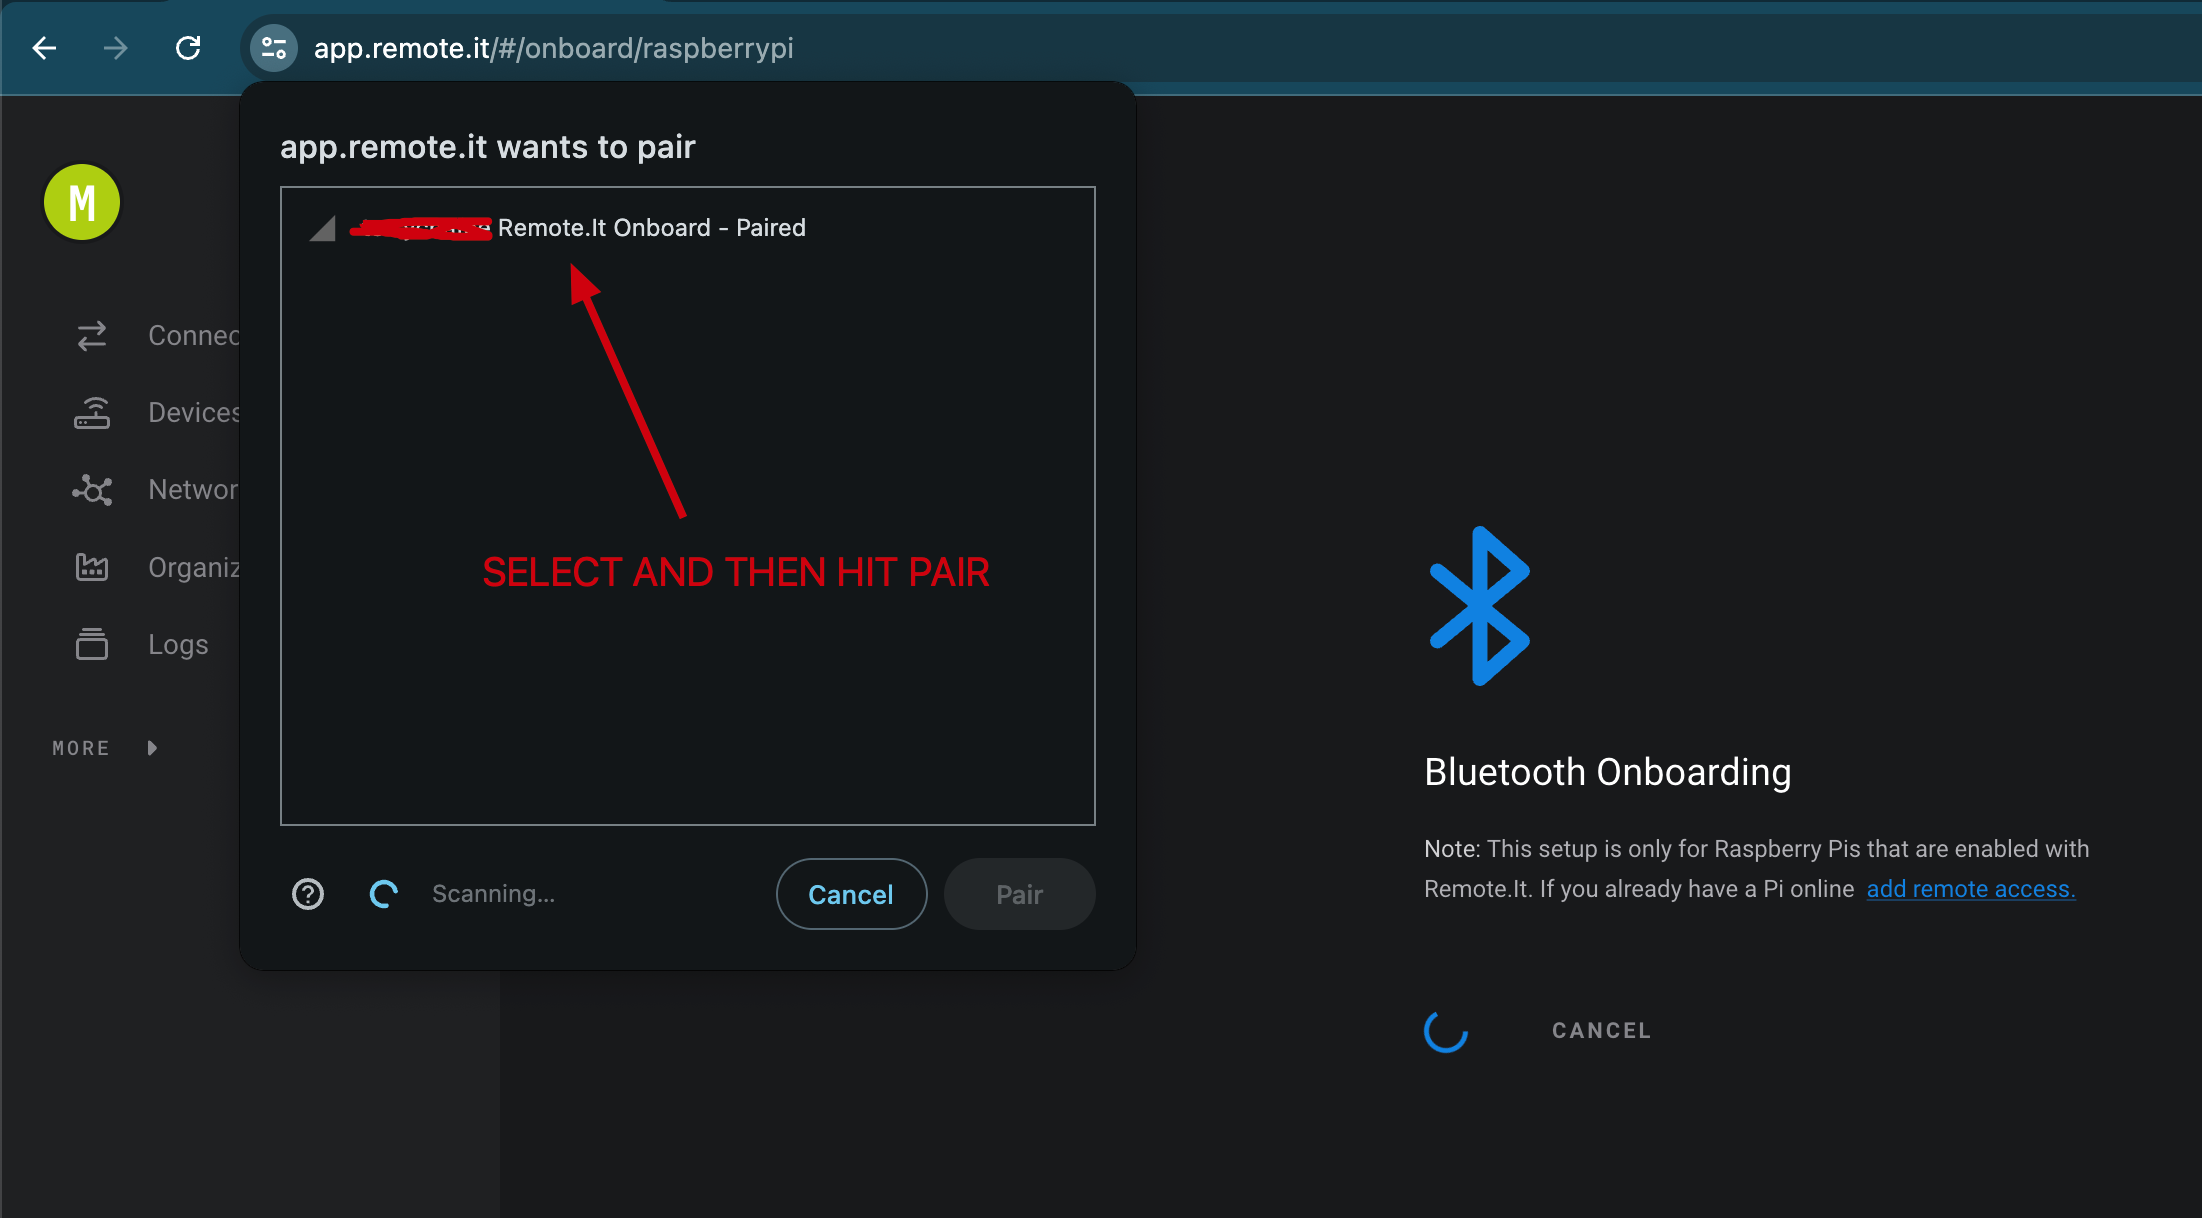 app.remote.it/#/onboard/raspberrypi
app.remote.it wants to pair
Remote.It Onboard - Paired
SELECT AND THEN HIT PAIR
Scanning...
Cancel
Pair
M
Connec
Devices
Networ
Organiz
Logs
MORE
Bluetooth Onboarding
Note: This setup is only for Raspberry Pis that are enabled with
Remote.It. If you already have a Pi online add remote access.
CANCEL